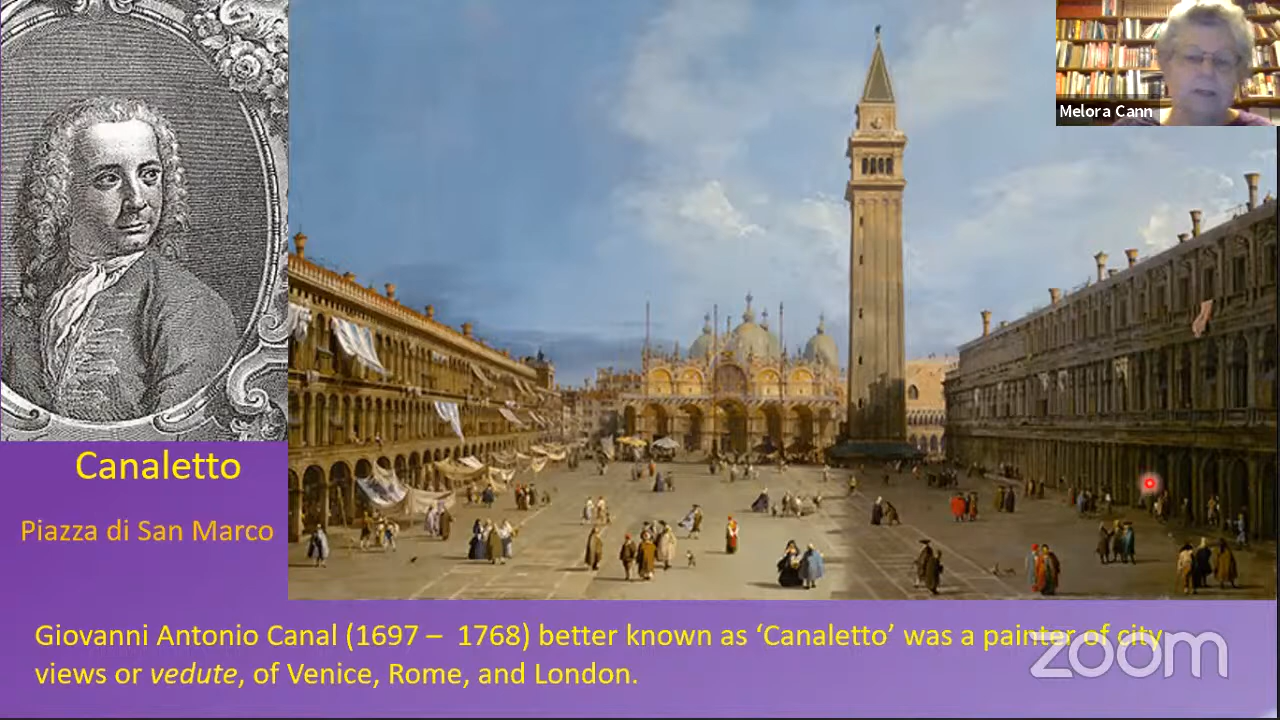 Melora Cann
Canaletto
Piazza di San Marco
Giovanni Antonio Canal (1697 – 1768) better known as ‘Canaletto’ was a painter of city
views or vedute, of Venice, Rome, and London.
zoom